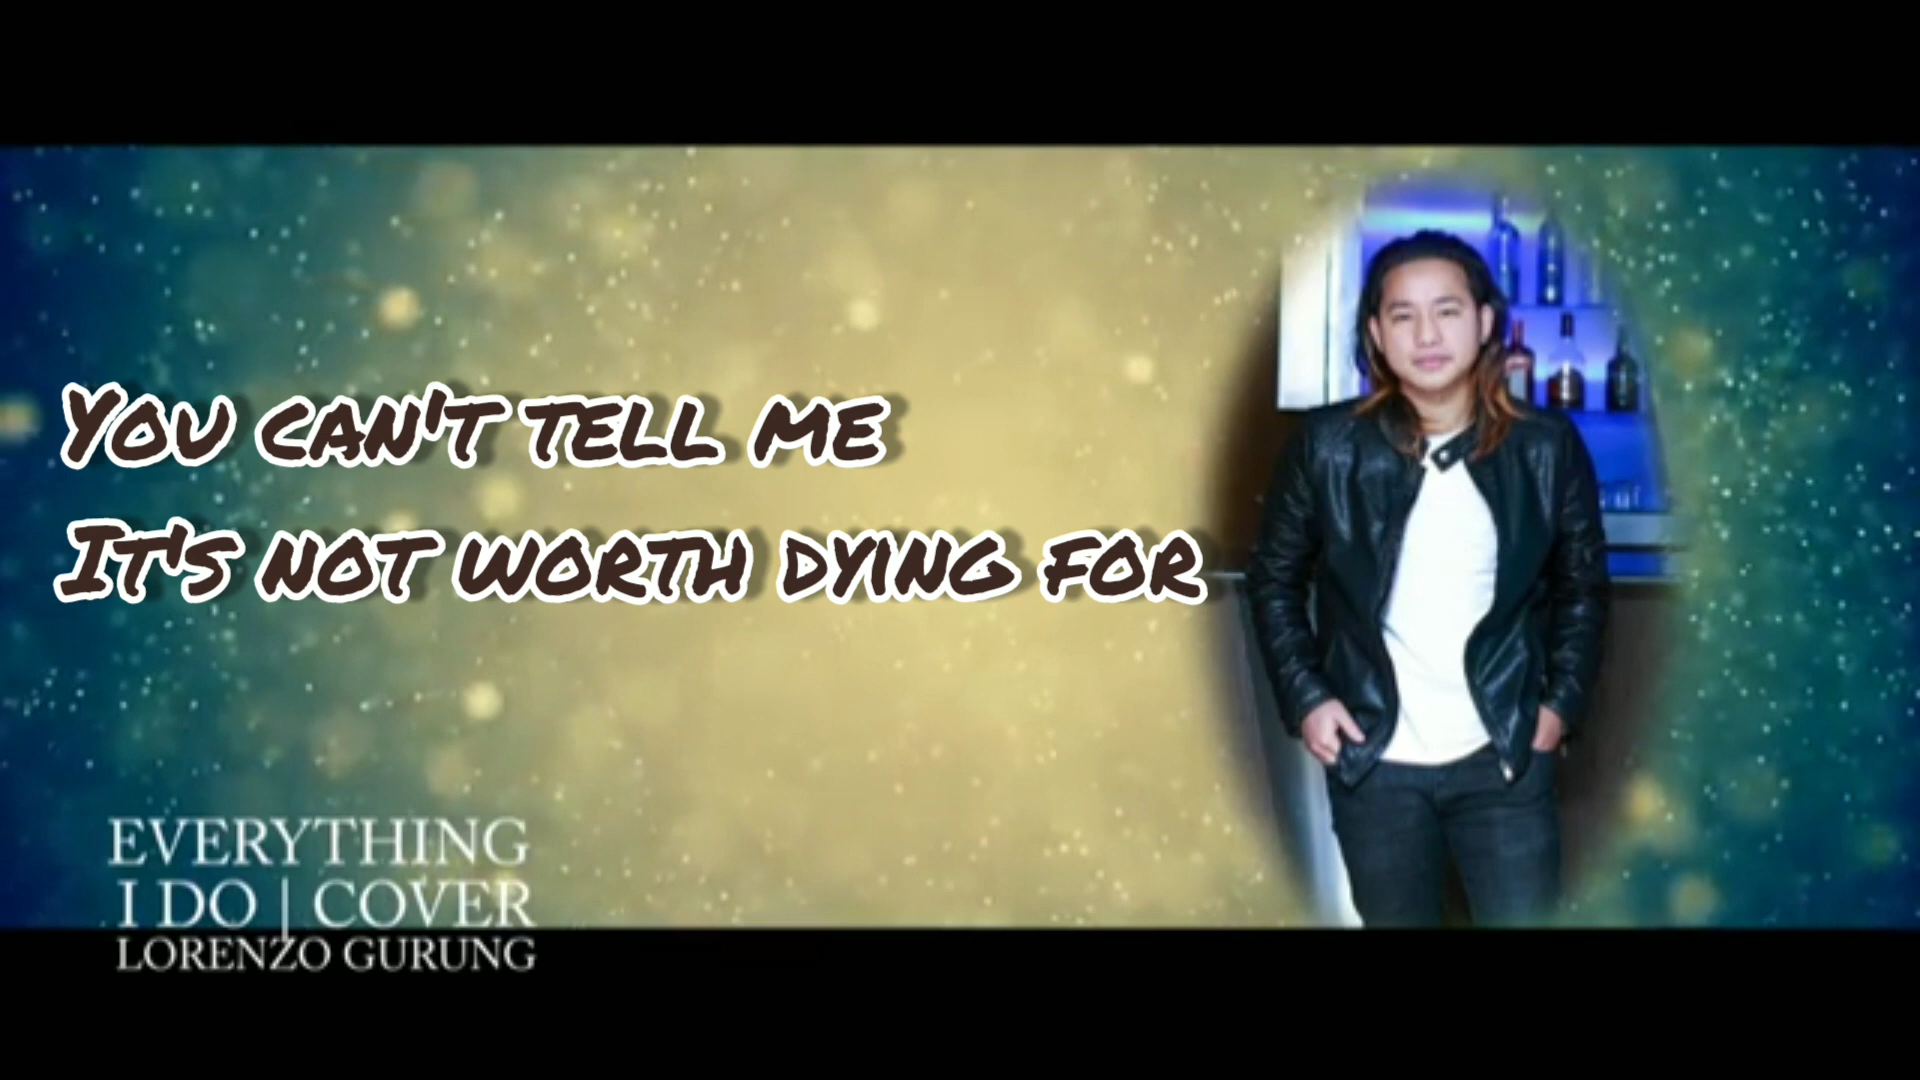 You can't tell me
It's not worth dying for
EVERYTHING
I DO | COVER
LORENZO GURUNG